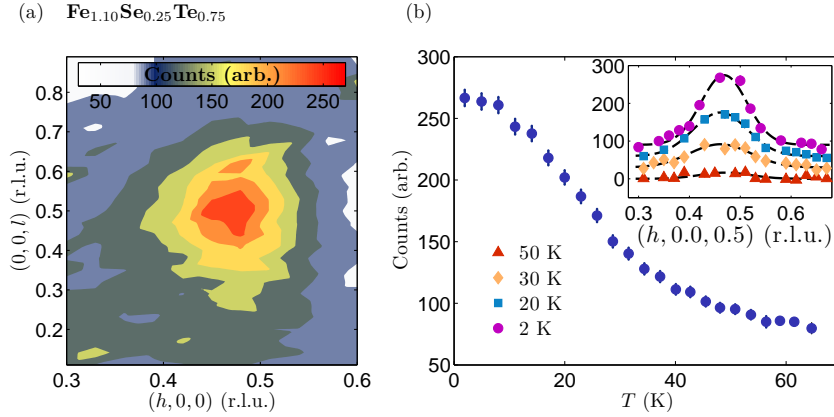 (a) Fe1.10Se0.25Te0.75
Counts (arb.)
50 100 150 200 250
0.8
0.7
0.6
0.5
0.4
0.3
0.2
(0, 0, l) (r.l.u.)
0.3 0.4 0.5 0.6
(h, 0, 0) (r.l.u.)
(b)
300
250
200
150
100
50
Counts (arb.)
0 20 40 60
T (K)
50 K
30 K
20 K
2 K
300
200
100
0
0.3 0.4 0.5 0.6
(h, 0.0, 0.5) (r.l.u.)